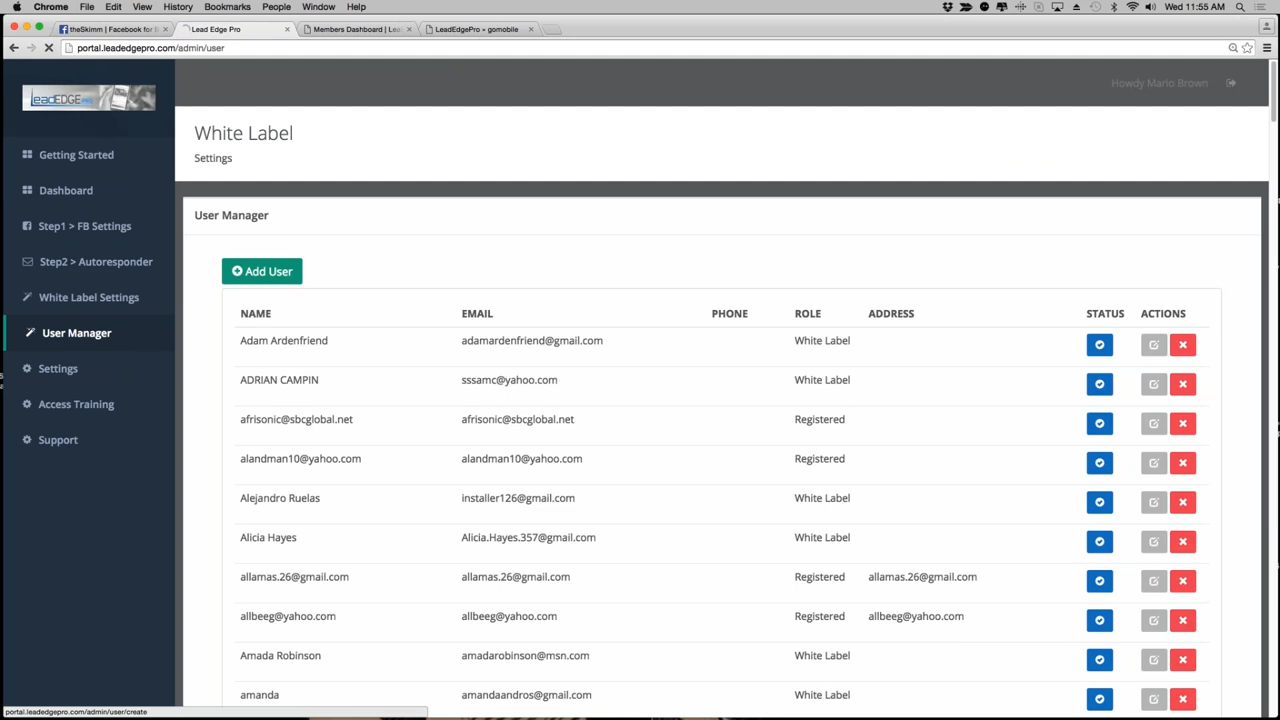 Chrome File Edit View History Bookmarks People Window Help Wed 11:55 AM
theSkimm | Facebook for B Lead Edge Pro Members Dashboard | Lea LeadEdgePro « gomobile
portal.leadedgepro.com/admin/user
Howdy Mario Brown
LeadEDGE PRO
White Label
Settings
Getting Started
Dashboard
Step1 > FB Settings
Step2 > Autoresponder
White Label Settings
User Manager
Settings
Access Training
Support
User Manager
Add User
NAME EMAIL PHONE ROLE ADDRESS STATUS ACTIONS
Adam Ardenfriend adamardenfriend@gmail.com White Label
ADRIAN CAMPIN sssamc@yahoo.com White Label
afrisonic@sbcglobal.net afrisonic@sbcglobal.net Registered
alandman10@yahoo.com alandman10@yahoo.com Registered
Alejandro Ruelas installer126@gmail.com White Label
Alicia Hayes Alicia.Hayes.357@gmail.com White Label
allamas.26@gmail.com allamas.26@gmail.com Registered allamas.26@gmail.com
allbeeg@yahoo.com allbeeg@yahoo.com Registered allbeeg@yahoo.com
Amada Robinson amadarobinson@msn.com White Label
amanda amandaandros@gmail.com White Label
portal.leadedgepro.com/admin/user/create